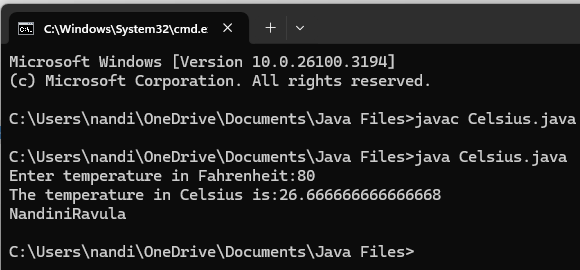 C:\Windows\System32\cmd.e
Microsoft Windows [Version 10.0.26100.3194]
(c) Microsoft Corporation. All rights reserved.
C:\Users\nandi\OneDrive\Documents\Java Files>javac Celsius.java
C:\Users\nandi\OneDrive\Documents\Java Files>java Celsius.java
Enter temperature in Fahrenheit:80
The temperature in Celsius is:26.666666666666668
NandiniRavula
C:\Users\nandi\OneDrive\Documents\Java Files>